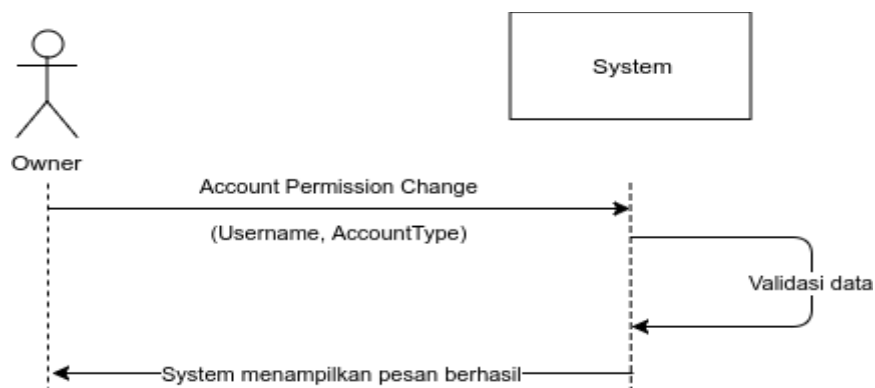 System
Owner
Account Permission Change
(Username, AccountType)
Validasi data
System menampilkan pesan berhasil